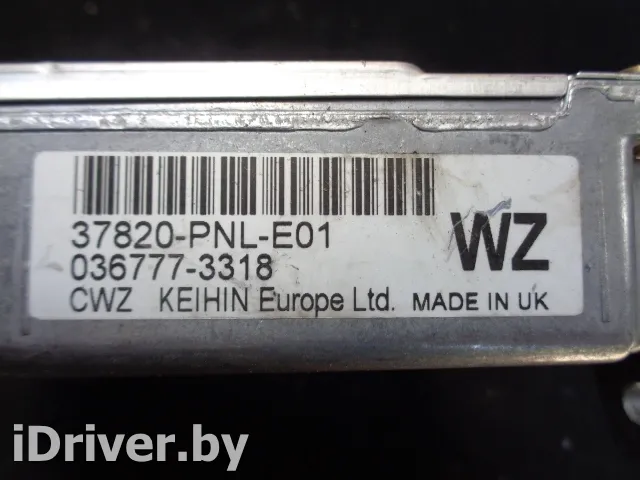 37820-PNL-E01
WZ
036777-3318
CWZ KEIHIN Europe Ltd. MADE IN UK
iDriver.by